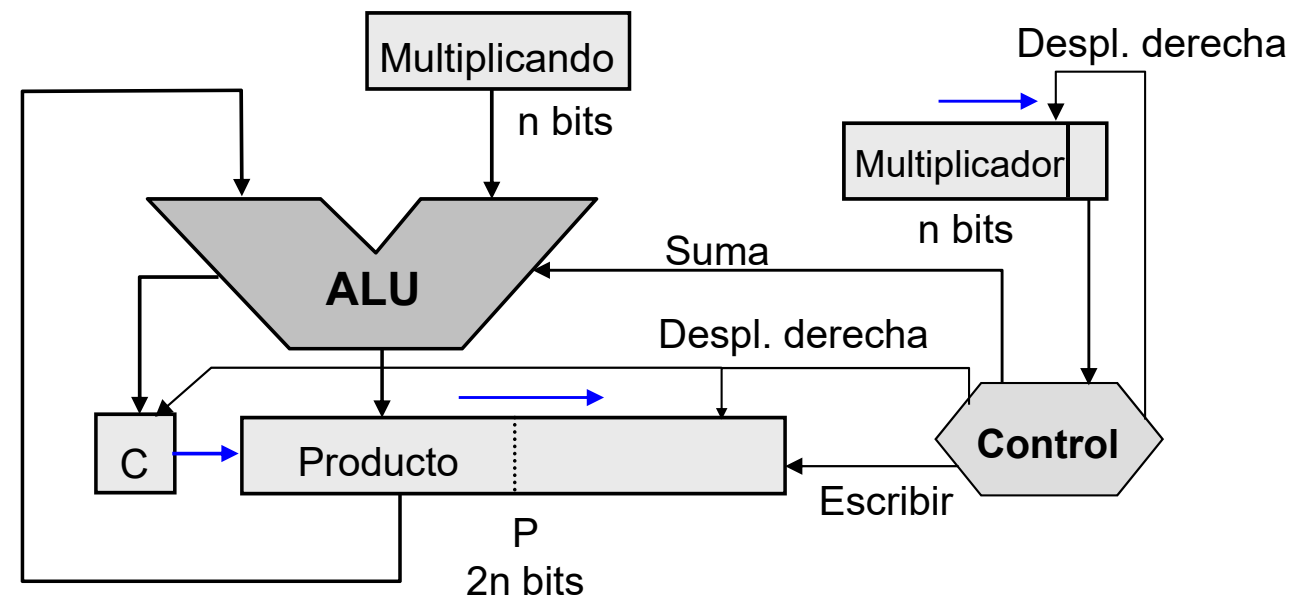 Despl. derecha
Multiplicando
n bits
Multiplicador
n bits
Suma
ALU
Despl. derecha
C
Producto
Control
Escribir
P
2n bits